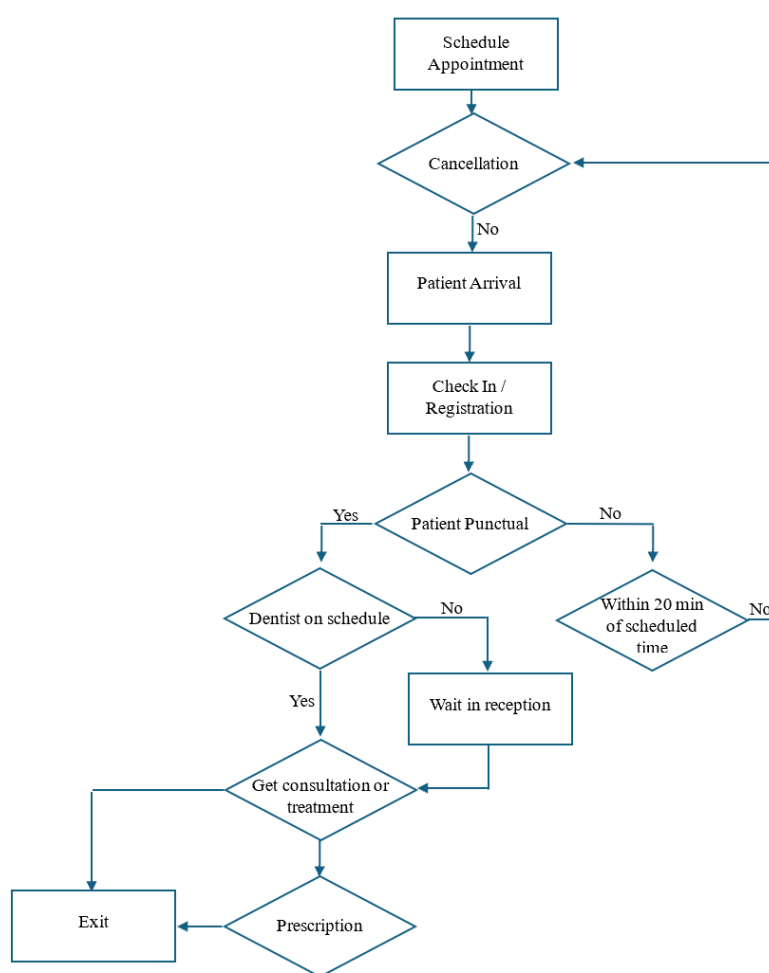 Schedule
Appointment
Cancellation
No
Patient Arrival
Check In /
Registration
Yes
Patient Punctual
No
Dentist on schedule
No
Within 20 min
of scheduled
time
No
Yes
Wait in reception
Get consultation or
treatment
Exit
Prescription